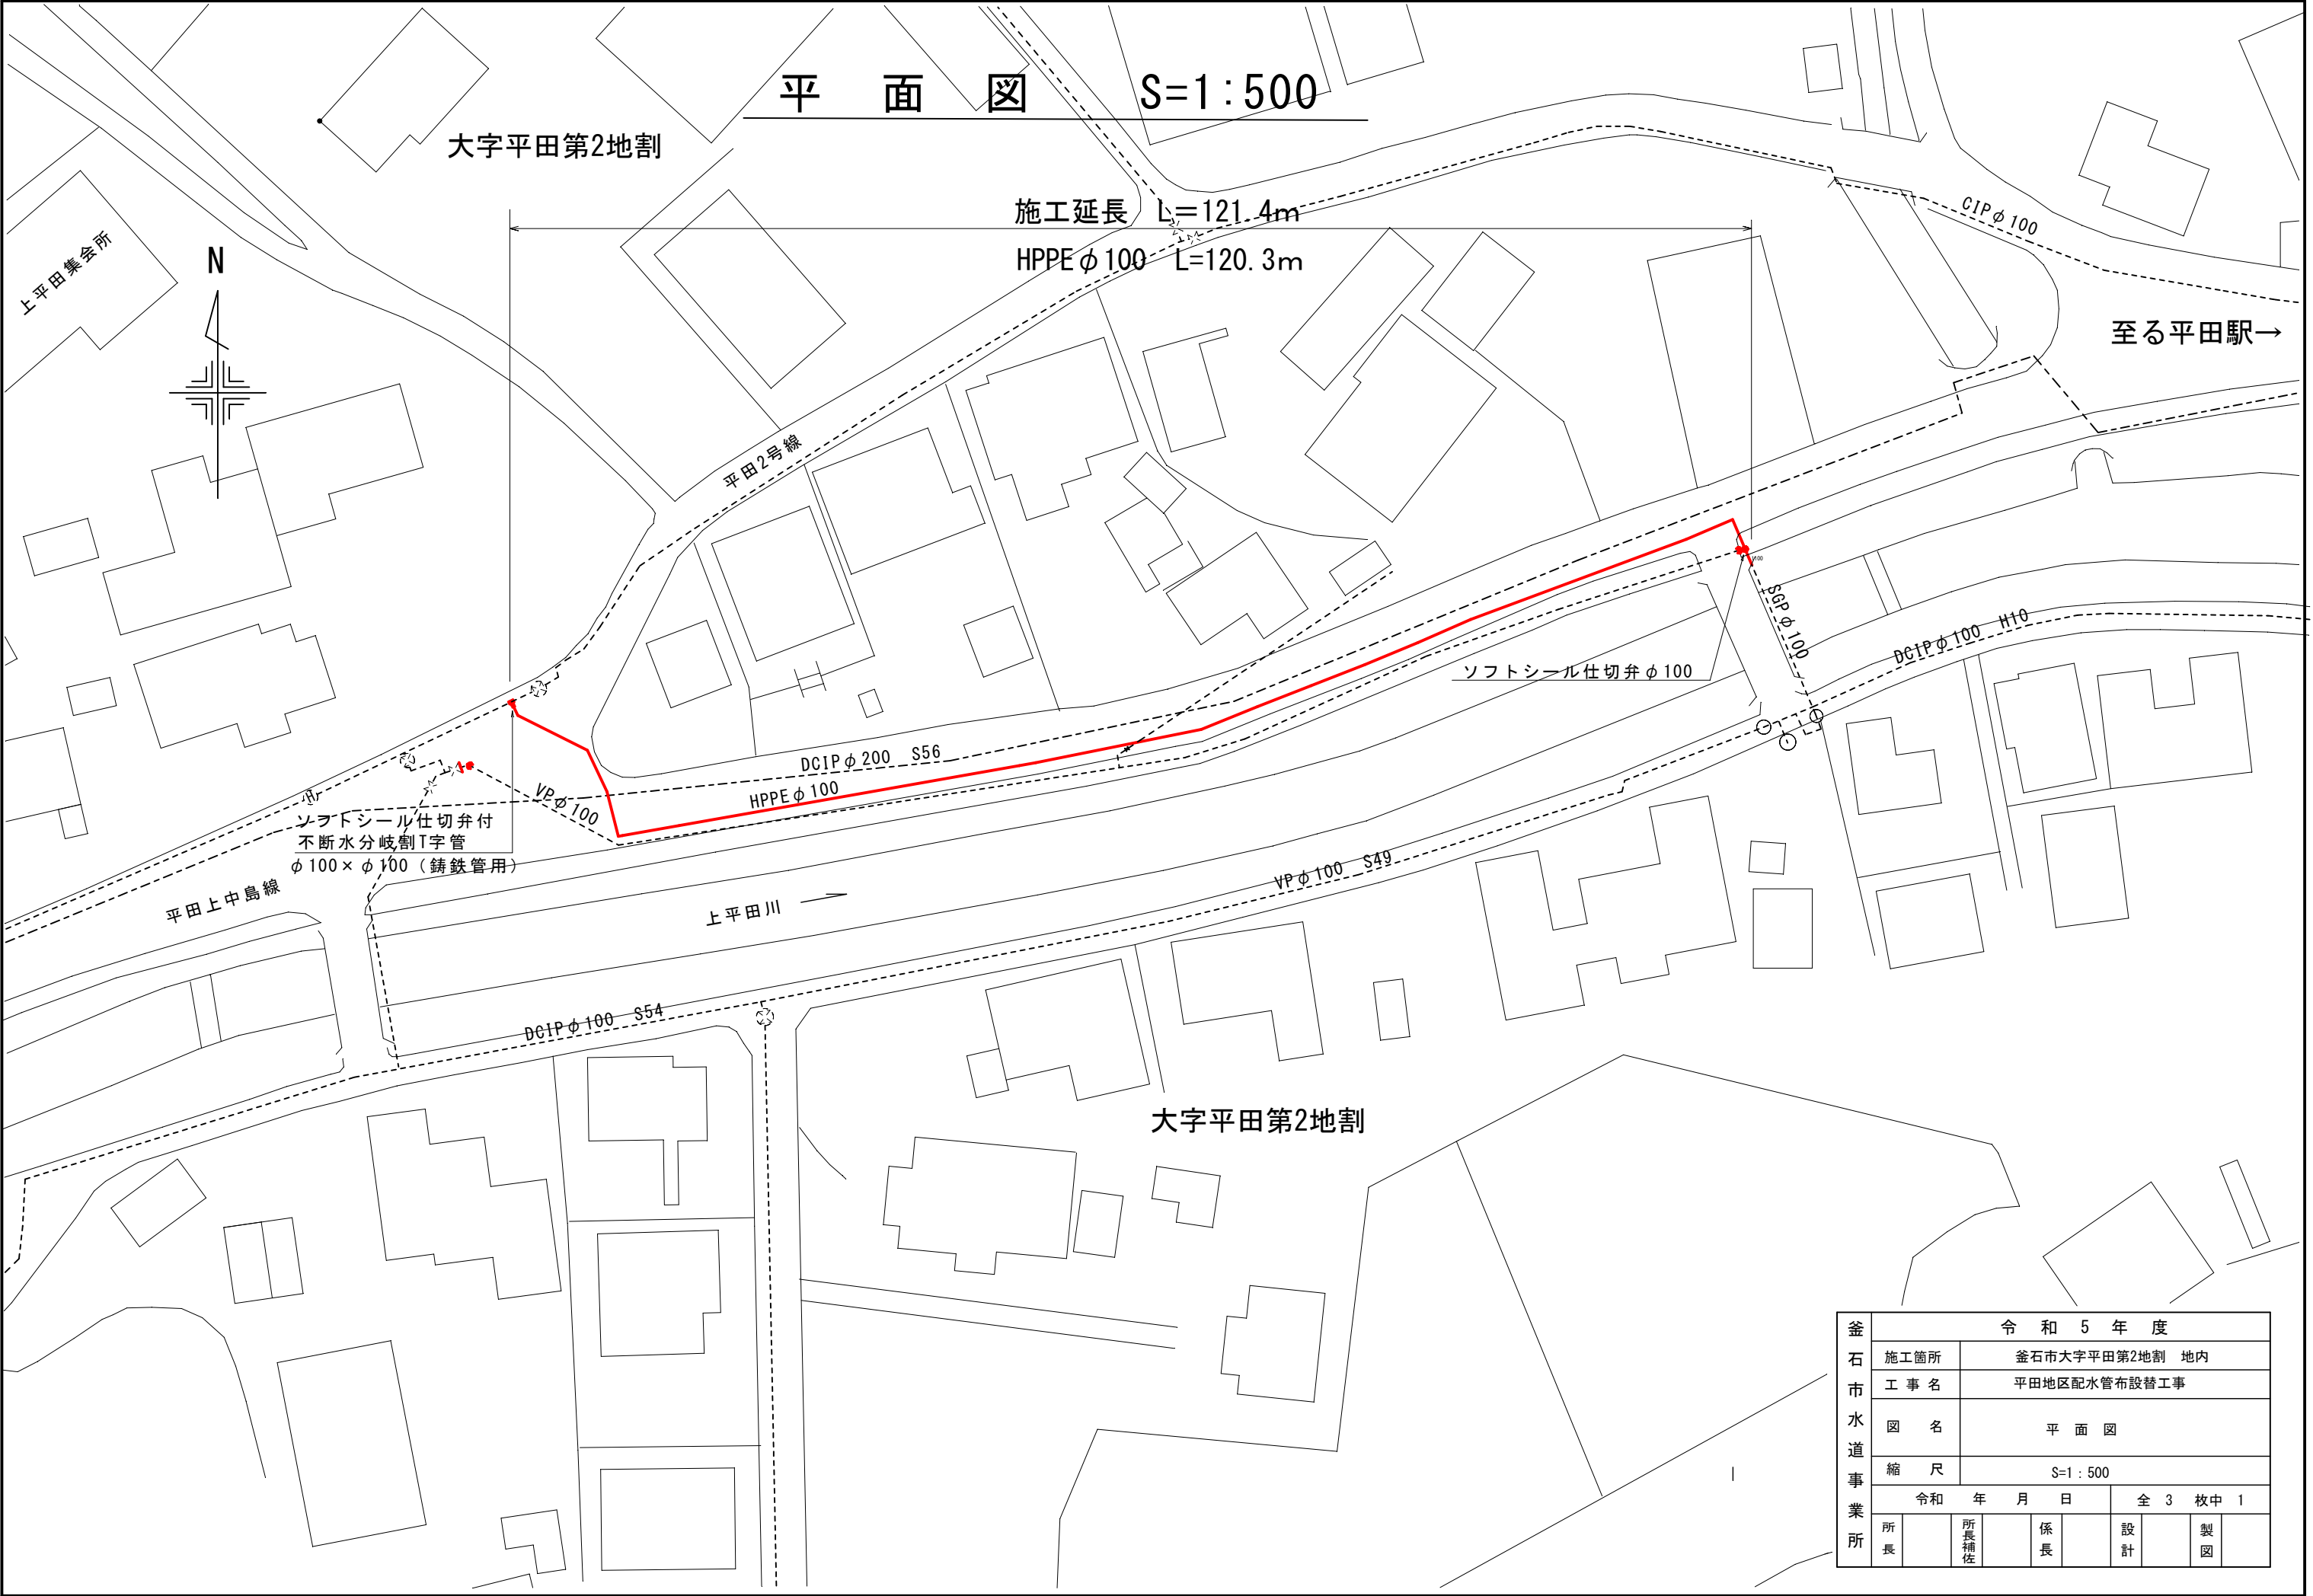 平 面 図 S=1:500
大字平田第2地割
施工延長 L=121.4m
HPPEφ100 L=120.3m
CIPφ100
上平田集会所
N
至る平田駅→
平田2号線
SGPφ100
DCIPφ100 H10
ソフトシール仕切弁φ100
DCIPφ200 S56
HPPEφ100
VPφ100
H
ソフトシール仕切弁付
不断水分岐割T字管
φ100×φ100(鋳鉄管用)
平田上中島線
上平田川
VPφ100 S49
DCIPφ100 S54
大字平田第2地割
釜石市水道事業所
令和5年度
施工箇所 釜石市大字平田第2地割 地内
工事名 平田地区配水管布設替工事
図名 平面図
縮尺 S=1:500
令和 年 月 日 全 3 枚中 1
所長 所長補佐 係長 設計 製図